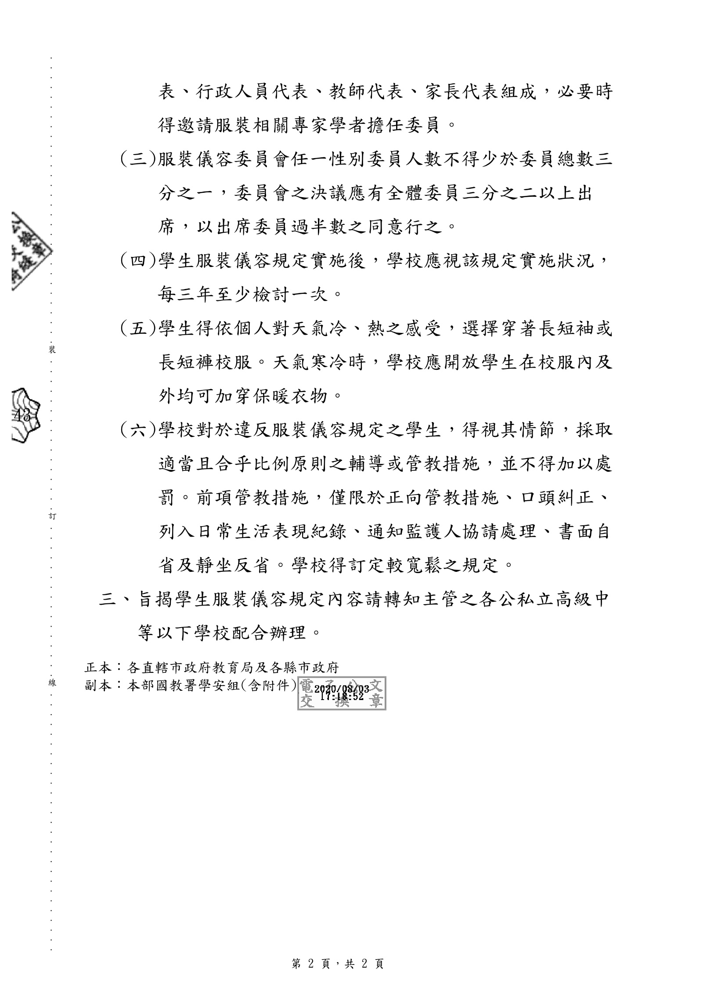 表、行政人員代表、教師代表、家長代表組成，必要時
得邀請服裝相關專家學者擔任委員。
(三)服裝儀容委員會任一性別委員人數不得少於委員總數三
分之一，委員會之決議應有全體委員三分之二以上出
席，以出席委員過半數之同意行之。
(四)學生服裝儀容規定實施後，學校應視該規定實施狀況，
每三年至少檢討一次。
(五)學生得依個人對天氣冷、熱之感受，選擇穿著長短袖或
長短褲校服。天氣寒冷時，學校應開放學生在校服內及
外均可加穿保暖衣物。
(六)學校對於違反服裝儀容規定之學生，得視其情節，採取
適當且合乎比例原則之輔導或管教措施，並不得加以處
罰。前項管教措施，僅限於正向管教措施、口頭糾正、
列入日常生活表現紀錄、通知監護人協請處理、書面自
省及靜坐反省。學校得訂定較寬鬆之規定。
三、旨揭學生服裝儀容規定內容請轉知主管之各公私立高級中
等以下學校配合辦理。
正本：各直轄市政府教育局及各縣市政府
副本：本部國教署學安組(含附件)
電子公文
交換章
2020/08/03
17:18:52
裝
訂
線
43
第 2 頁，共 2 頁